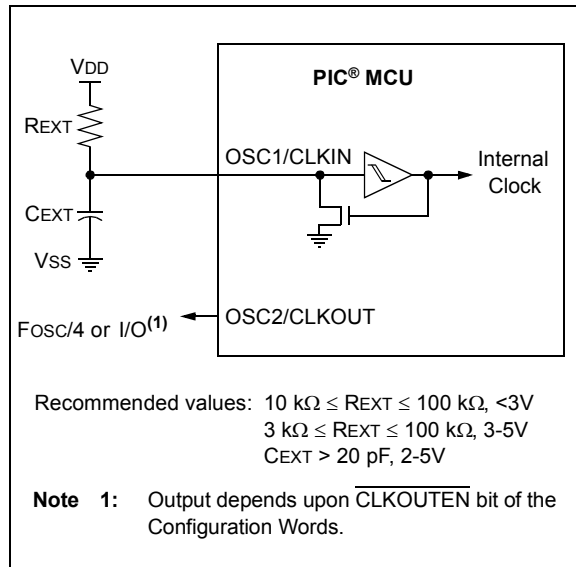 VDD
PIC® MCU
REXT
OSC1/CLKIN
Internal
Clock
CEXT
VSS
OSC2/CLKOUT
FOSC/4 or I/O(1)
Recommended values: 10 kΩ ≤ REXT ≤ 100 kΩ, <3V
3 kΩ ≤ REXT ≤ 100 kΩ, 3-5V
CEXT > 20 pF, 2-5V
Note 1: Output depends upon CLKOUTEN bit of the
Configuration Words.